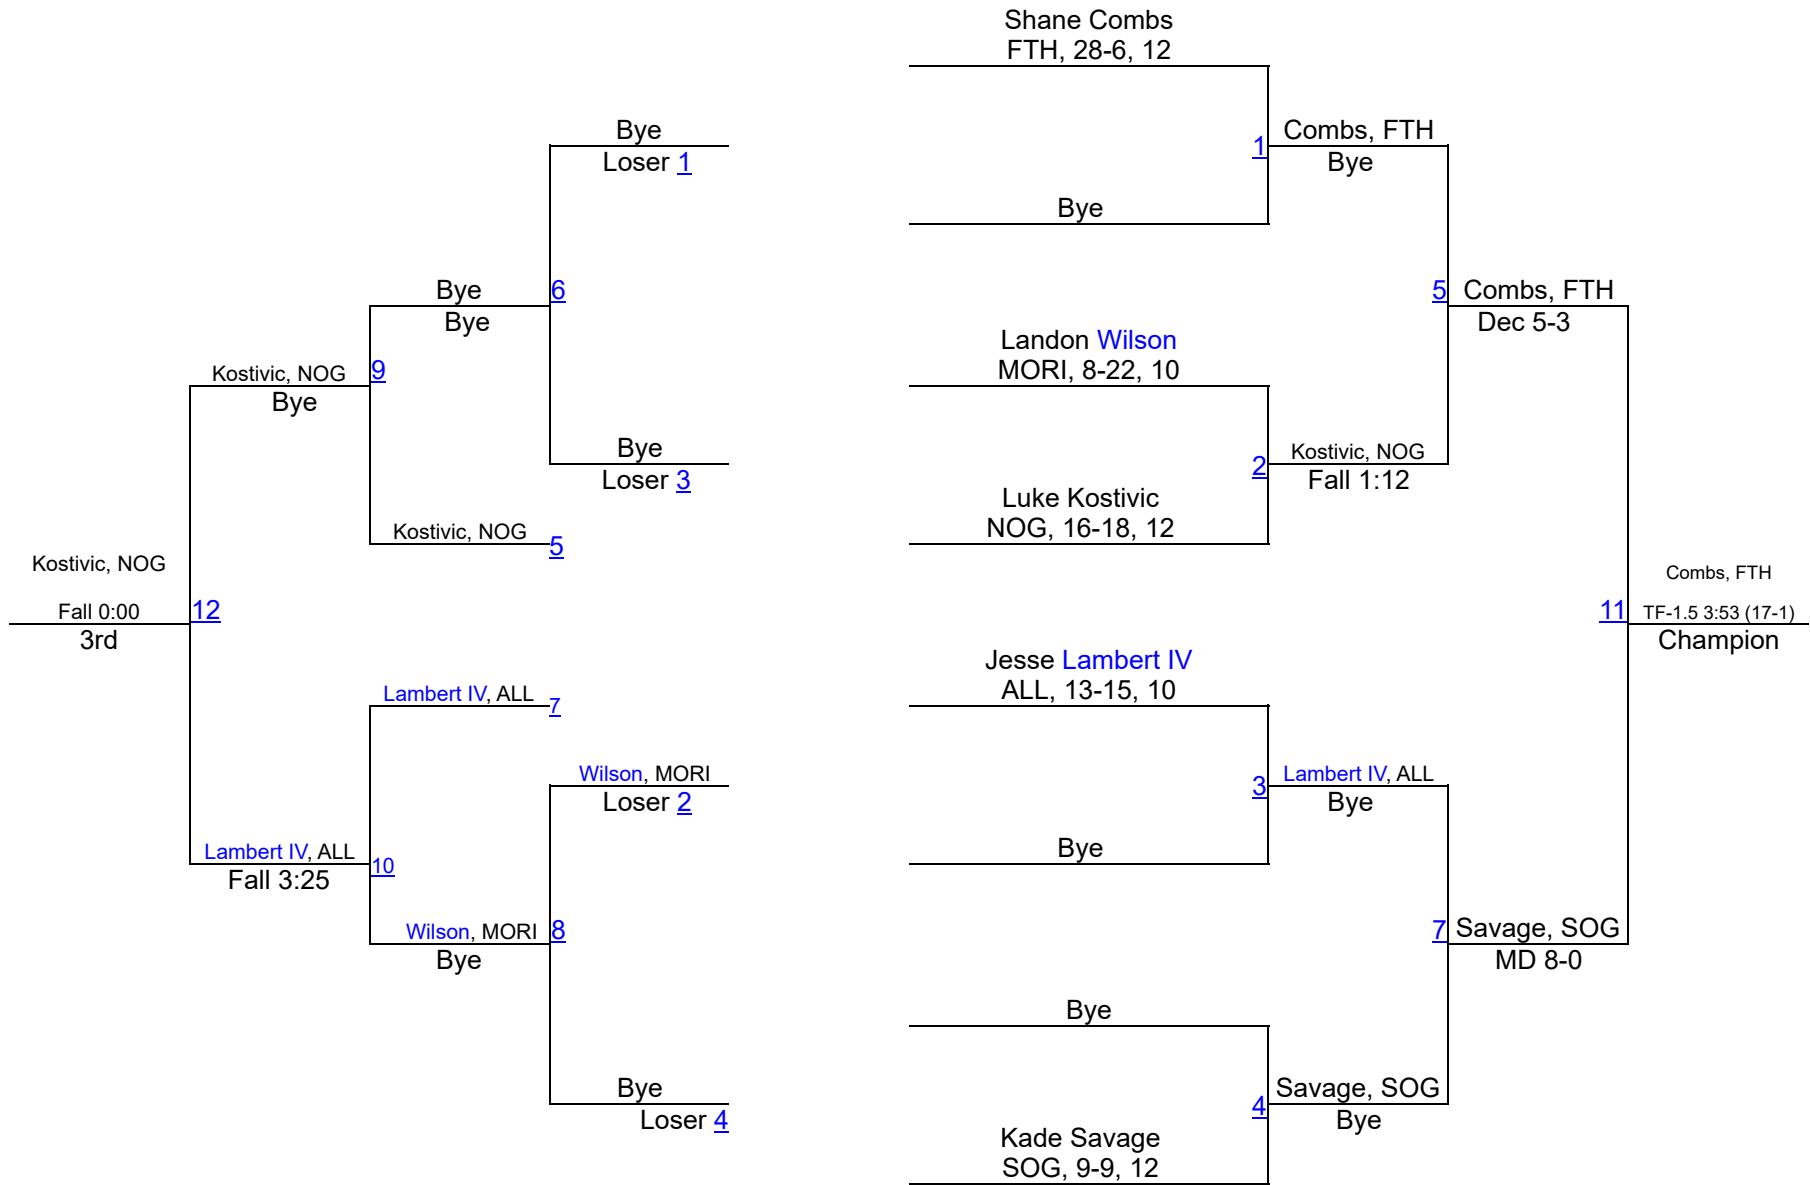 Shane Combs
FTH, 28-6, 12
Bye
Loser 1
1
Combs, FTH
Bye
Bye
Bye
Bye
6
5
Combs, FTH
Dec 5-3
Kostivic, NOG
Bye
9
Landon Wilson
MORI, 8-22, 10
Bye
Loser 3
2
Kostivic, NOG
Fall 1:12
Kostivic, NOG
5
Luke Kostivic
NOG, 16-18, 12
Kostivic, NOG
Fall 0:00
3rd
12
11
Combs, FTH
TF-1.5 3:53 (17-1)
Champion
Lambert IV, ALL
7
Jesse Lambert IV
ALL, 13-15, 10
Wilson, MORI
Loser 2
3
Lambert IV, ALL
Bye
Lambert IV, ALL
Fall 3:25
10
Bye
Wilson, MORI
Bye
8
7
Savage, SOG
MD 8-0
Bye
Bye
Loser 4
4
Savage, SOG
Bye
Kade Savage
SOG, 9-9, 12